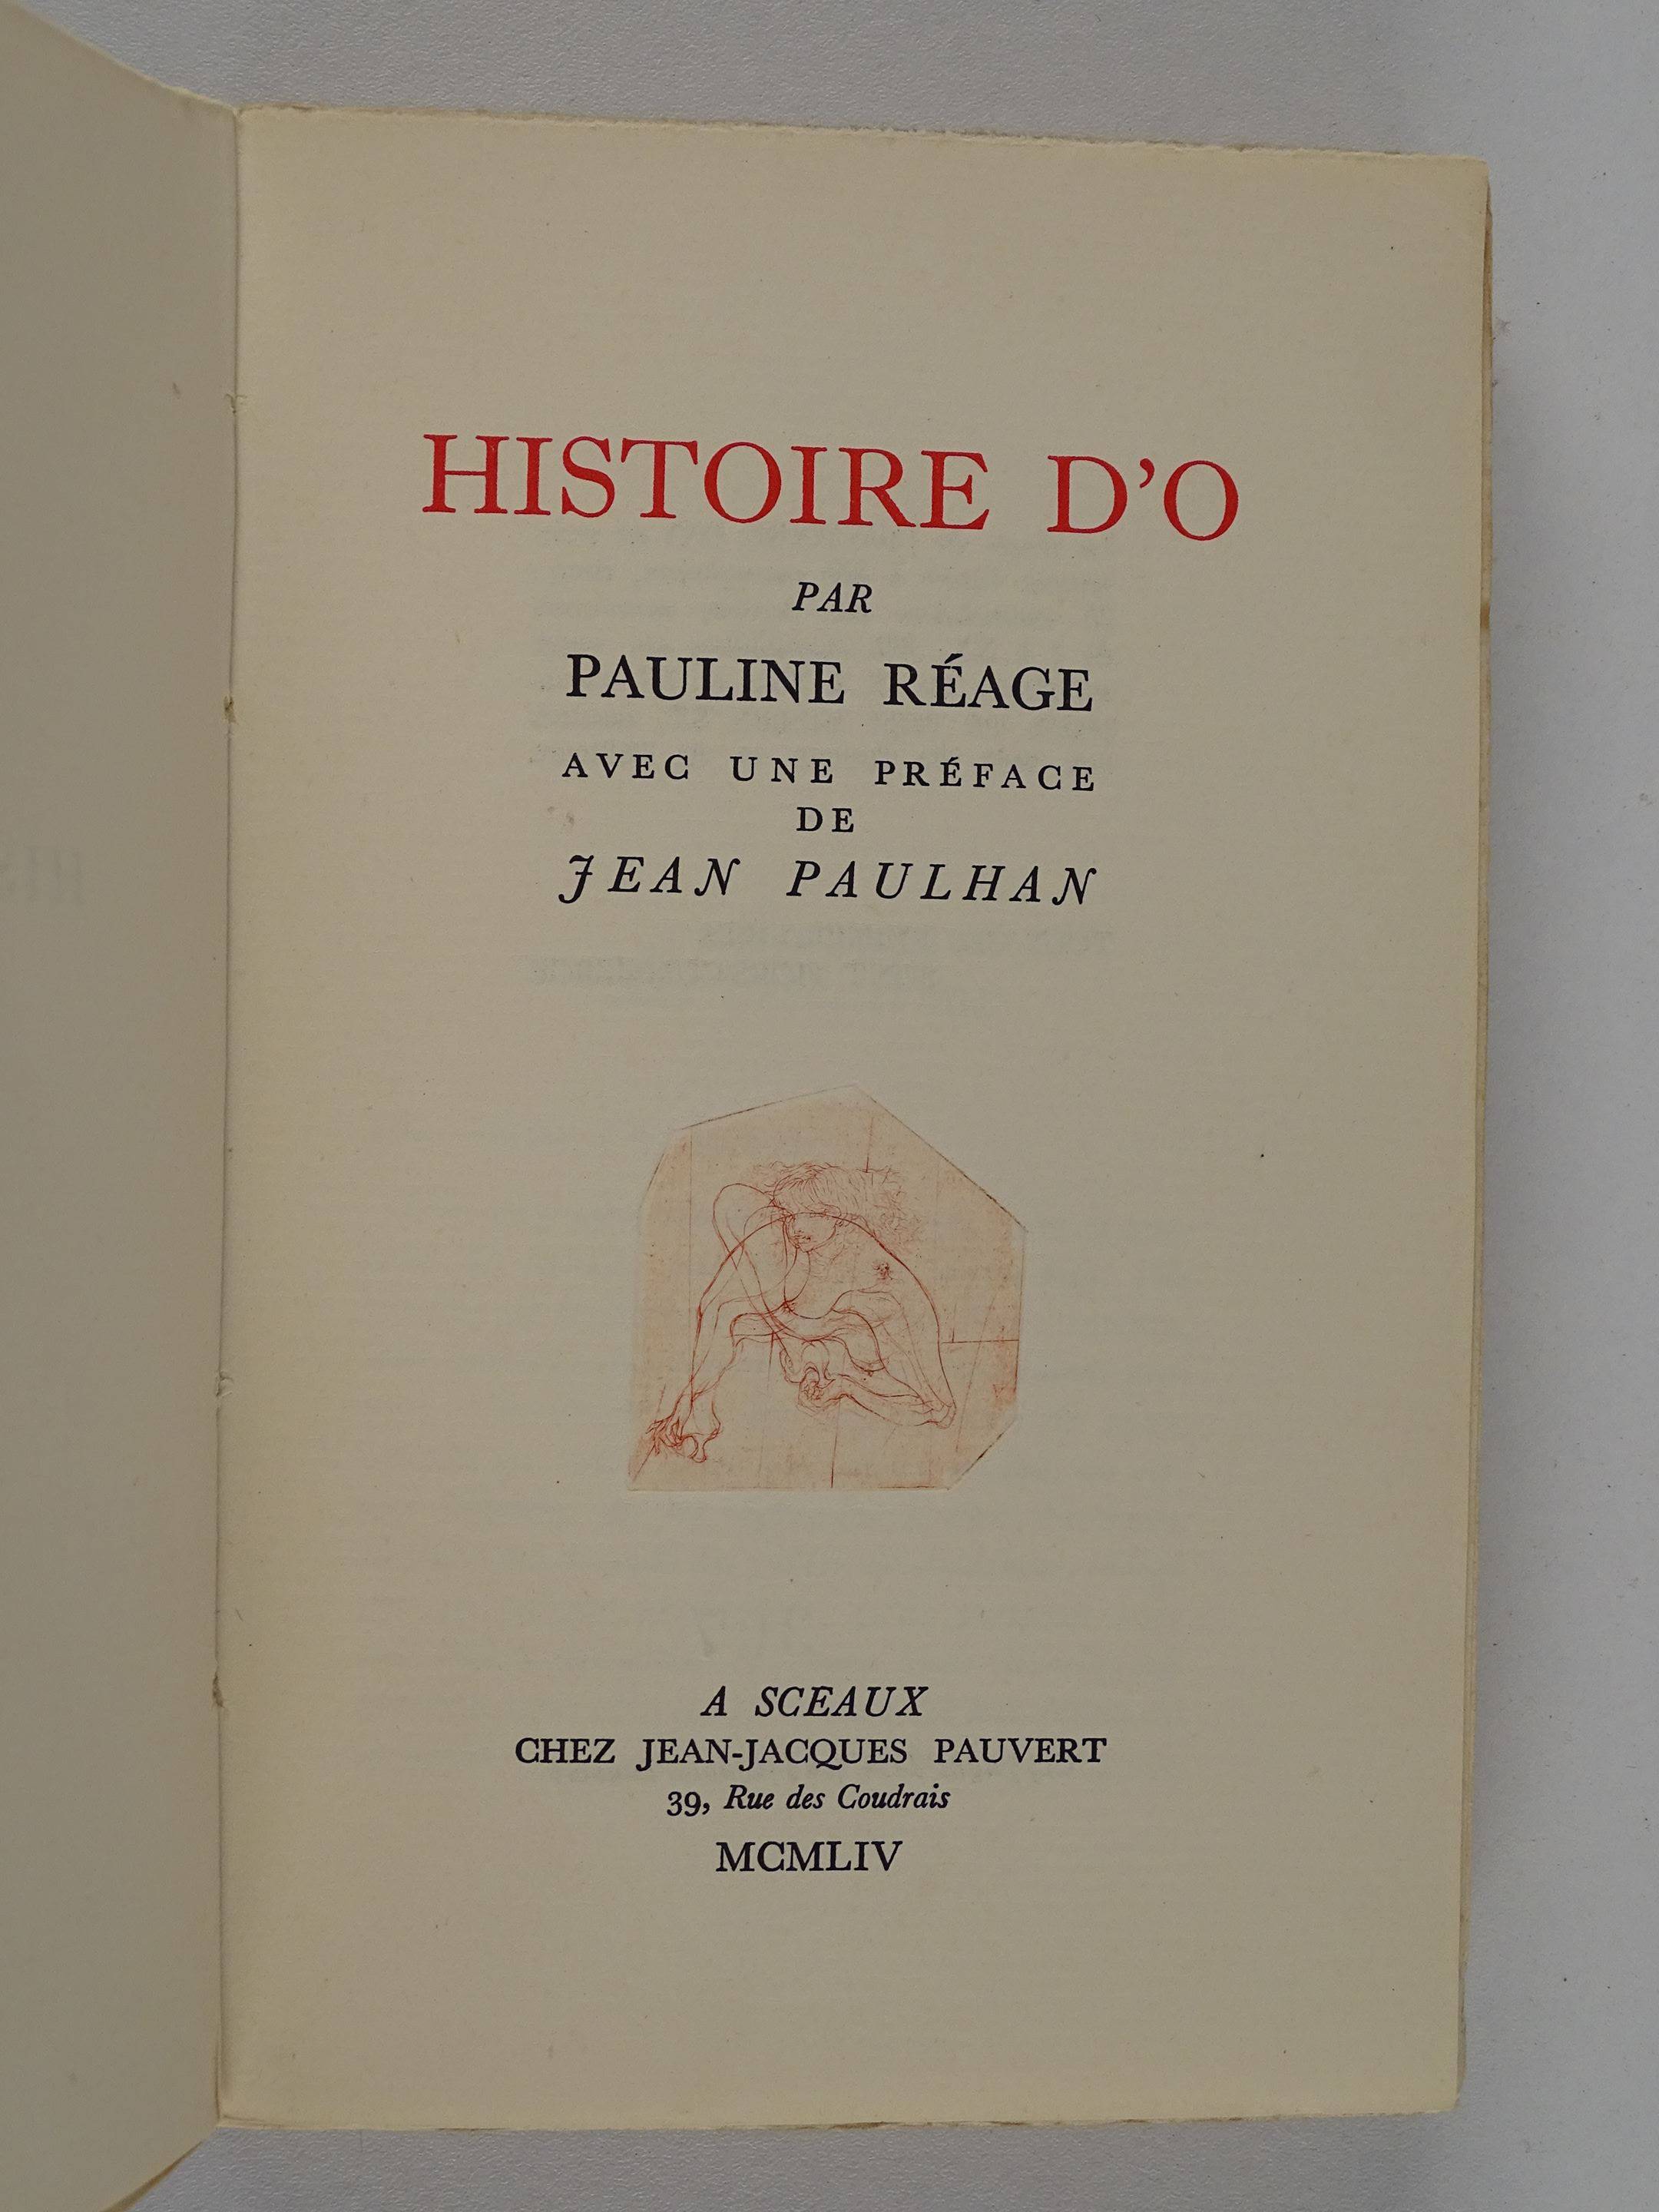 HISTOIRE D'O
PAR
PAULINE RÉAGE
AVEC UNE PRÉFACE
DE
JEAN PAULHAN
A SCEAUX
CHEZ JEAN-JACQUES PAUVERT
39, Rue des Coudrais
MCMLIV